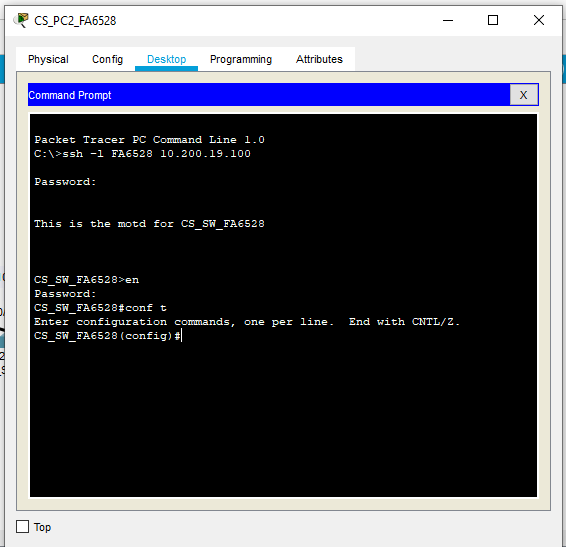 CS_PC2_FA6528
Physical Config Desktop Programming Attributes
Command Prompt
X
Packet Tracer PC Command Line 1.0
C:\>ssh -l FA6528 10.200.19.100
Password:
This is the motd for CS_SW_FA6528
CS_SW_FA6528>en
Password:
CS_SW_FA6528#conf t
Enter configuration commands, one per line.  End with CNTL/Z.
CS_SW_FA6528(config)#
Top